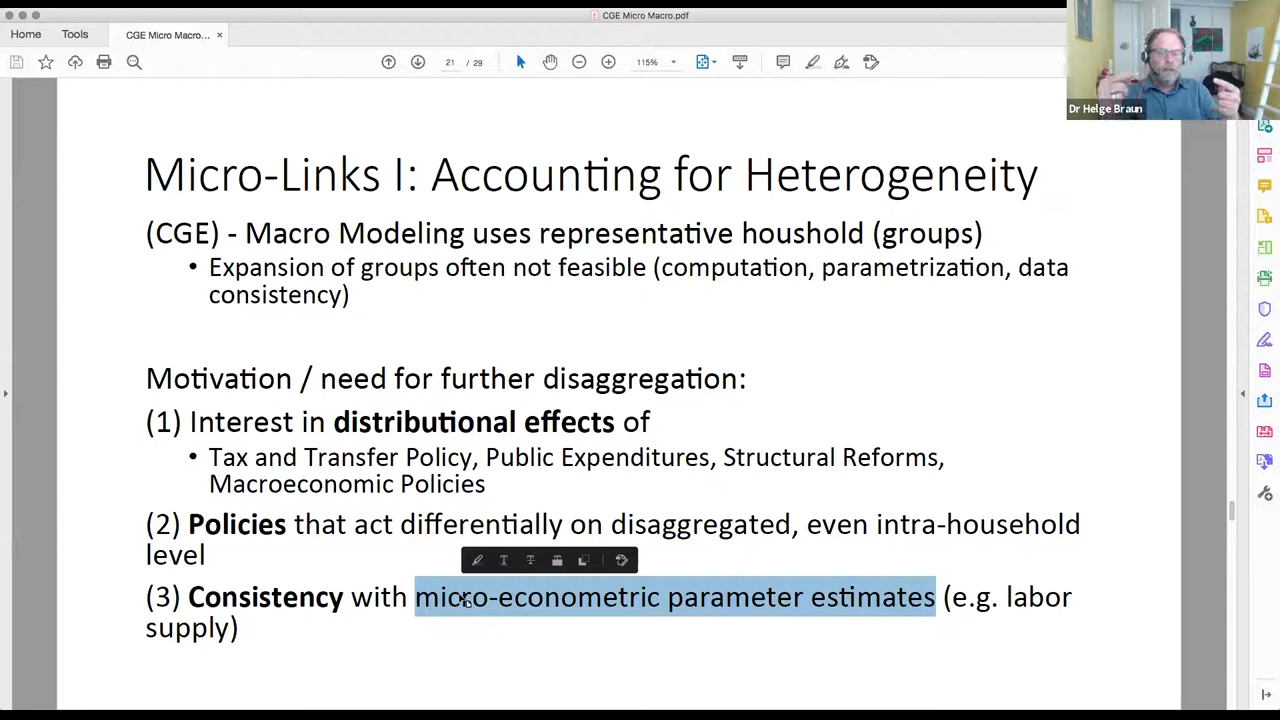 CGE Micro Macro.pdf
Home
Tools
CGE Micro Macro... ×
21 / 29
115%
Dr Helge Braun
Micro-Links I: Accounting for Heterogeneity
(CGE) - Macro Modeling uses representative houshold (groups)
• Expansion of groups often not feasible (computation, parametrization, data
consistency)
Motivation / need for further disaggregation:
(1) Interest in distributional effects of
• Tax and Transfer Policy, Public Expenditures, Structural Reforms,
Macroeconomic Policies
(2) Policies that act differentially on disaggregated, even intra-household
level
(3) Consistency with micro-econometric parameter estimates (e.g. labor
supply)